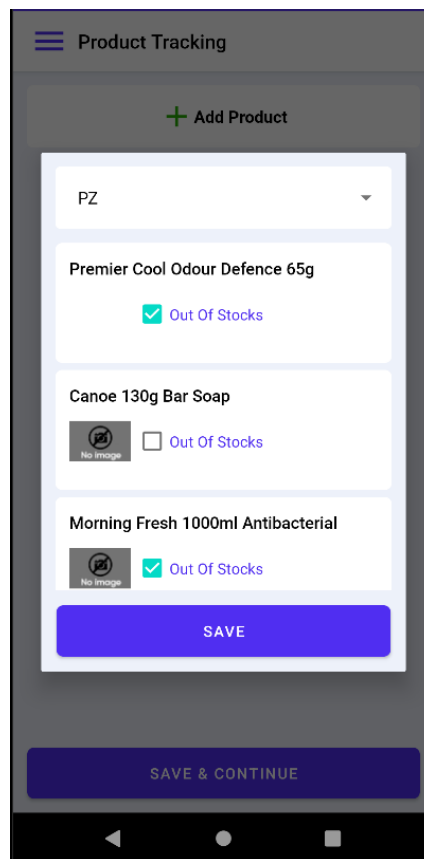 Product Tracking
Add Product
PZ
Premier Cool Odour Defence 65g
Out Of Stocks
Canoe 130g Bar Soap
No image
Out Of Stocks
Morning Fresh 1000ml Antibacterial
No image
Out Of Stocks
SAVE
SAVE & CONTINUE